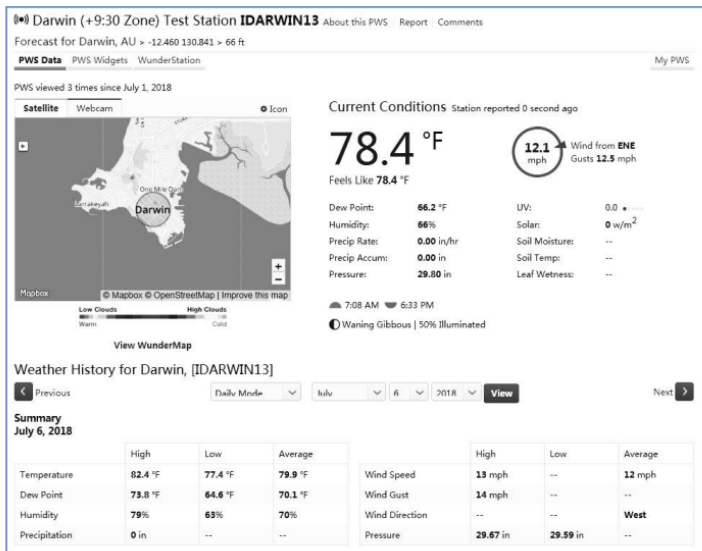 Darwin (+9:30 Zone) Test Station IDARWIN13 About this PWS Report Comments
Forecast for Darwin, AU > -12.460 130.841 > 66 ft
PWS Data PWS Widgets WunderStation My PWS
PWS viewed 3 times since July 1, 2018
Satellite Webcam Icon
One Mile Dam
Larrakeyah
Darwin
+
−
Mapbox © Mapbox © OpenStreetMap | Improve this map
Low Clouds High Clouds
Warm Cold
View WunderMap
Current Conditions Station reported 0 second ago
78.4 °F
Feels Like 78.4 °F
12.1 mph
Wind from ENE
Gusts 12.5 mph
Dew Point: 66.2 °F
Humidity: 66%
Precip Rate: 0.00 in/hr
Precip Accum: 0.00 in
Pressure: 29.80 in
UV: 0.0
Solar: 0 w/m²
Soil Moisture: --
Soil Temp: --
Leaf Wetness: --
7:08 AM 6:33 PM
Waning Gibbous | 50% Illuminated
Weather History for Darwin, [IDARWIN13]
Previous Daily Mode July 6 2018 View Next
Summary
July 6, 2018
High Low Average
Temperature 82.4 °F 77.4 °F 79.9 °F
Dew Point 73.8 °F 64.6 °F 70.1 °F
Humidity 79% 63% 70%
Precipitation 0 in -- --
High Low Average
Wind Speed 13 mph -- 12 mph
Wind Gust 14 mph -- --
Wind Direction -- -- West
Pressure 29.67 in 29.59 in --